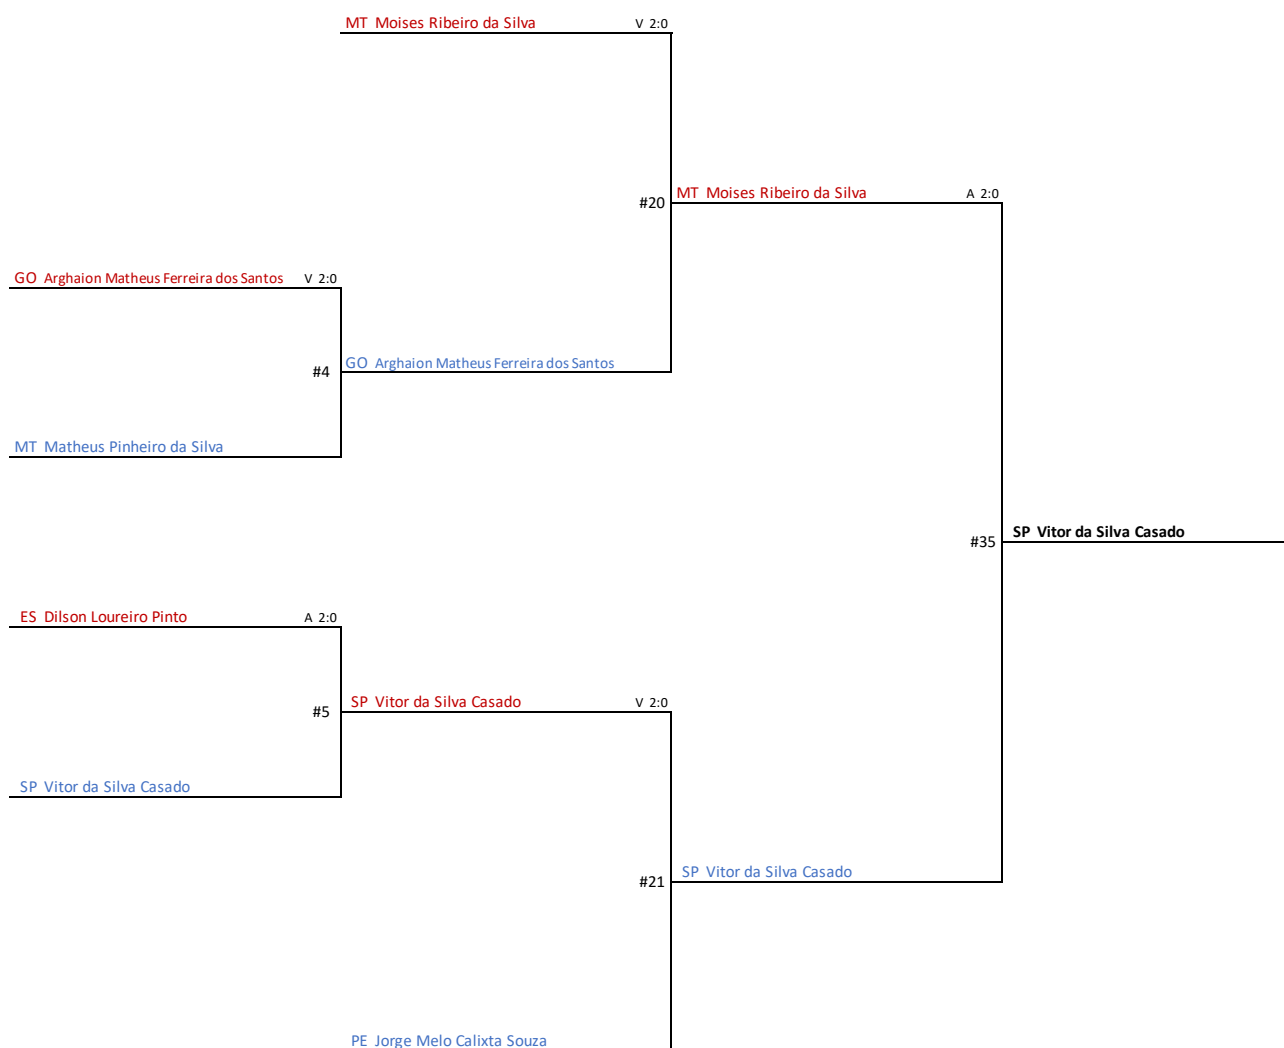 MT Moises Ribeiro da Silva V 2:0
#20 MT Moises Ribeiro da Silva A 2:0
GO Arghaion Matheus Ferreira dos Santos V 2:0
#4 GO Arghaion Matheus Ferreira dos Santos
MT Matheus Pinheiro da Silva
#35 SP Vitor da Silva Casado
ES Dilson Loureiro Pinto A 2:0
#5 SP Vitor da Silva Casado V 2:0
SP Vitor da Silva Casado
#21 SP Vitor da Silva Casado
PE Jorge Melo Calixta Souza